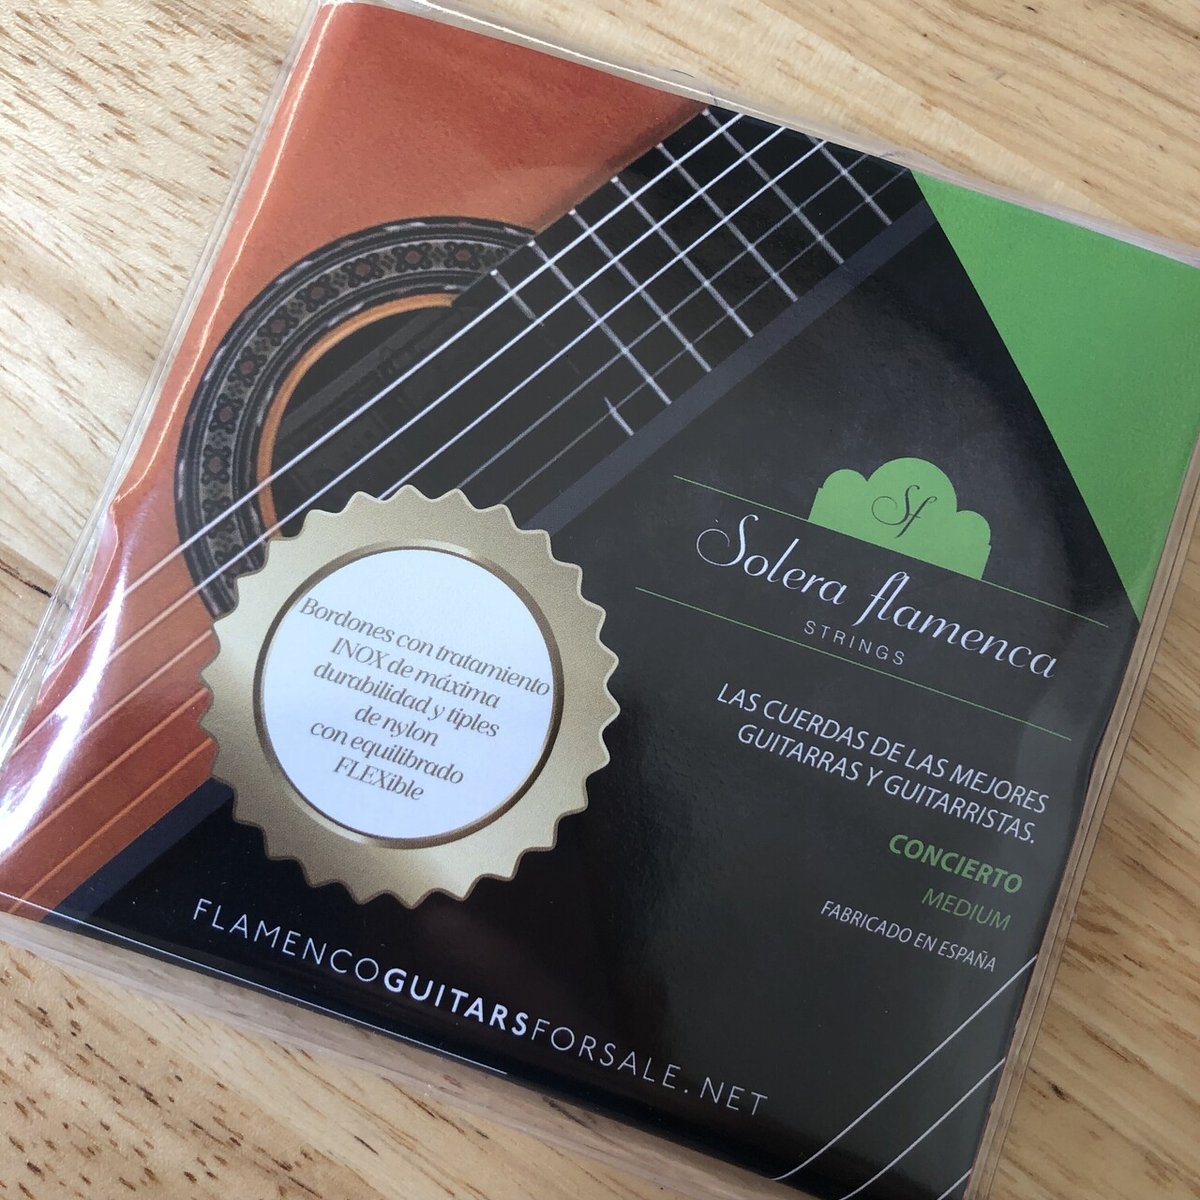 Sf
Solera flamenca
STRINGS
LAS CUERDAS DE LAS MEJORES
GUITARRAS Y GUITARRISTAS.
CONCIERTO
MEDIUM
FABRICADO EN ESPAÑA
Bordones con tratamiento
INOX de máxima
durabilidad y tiples
de nylon
con equilibrado
FLEXible
FLAMENCOGUITARSFORSALE.NET